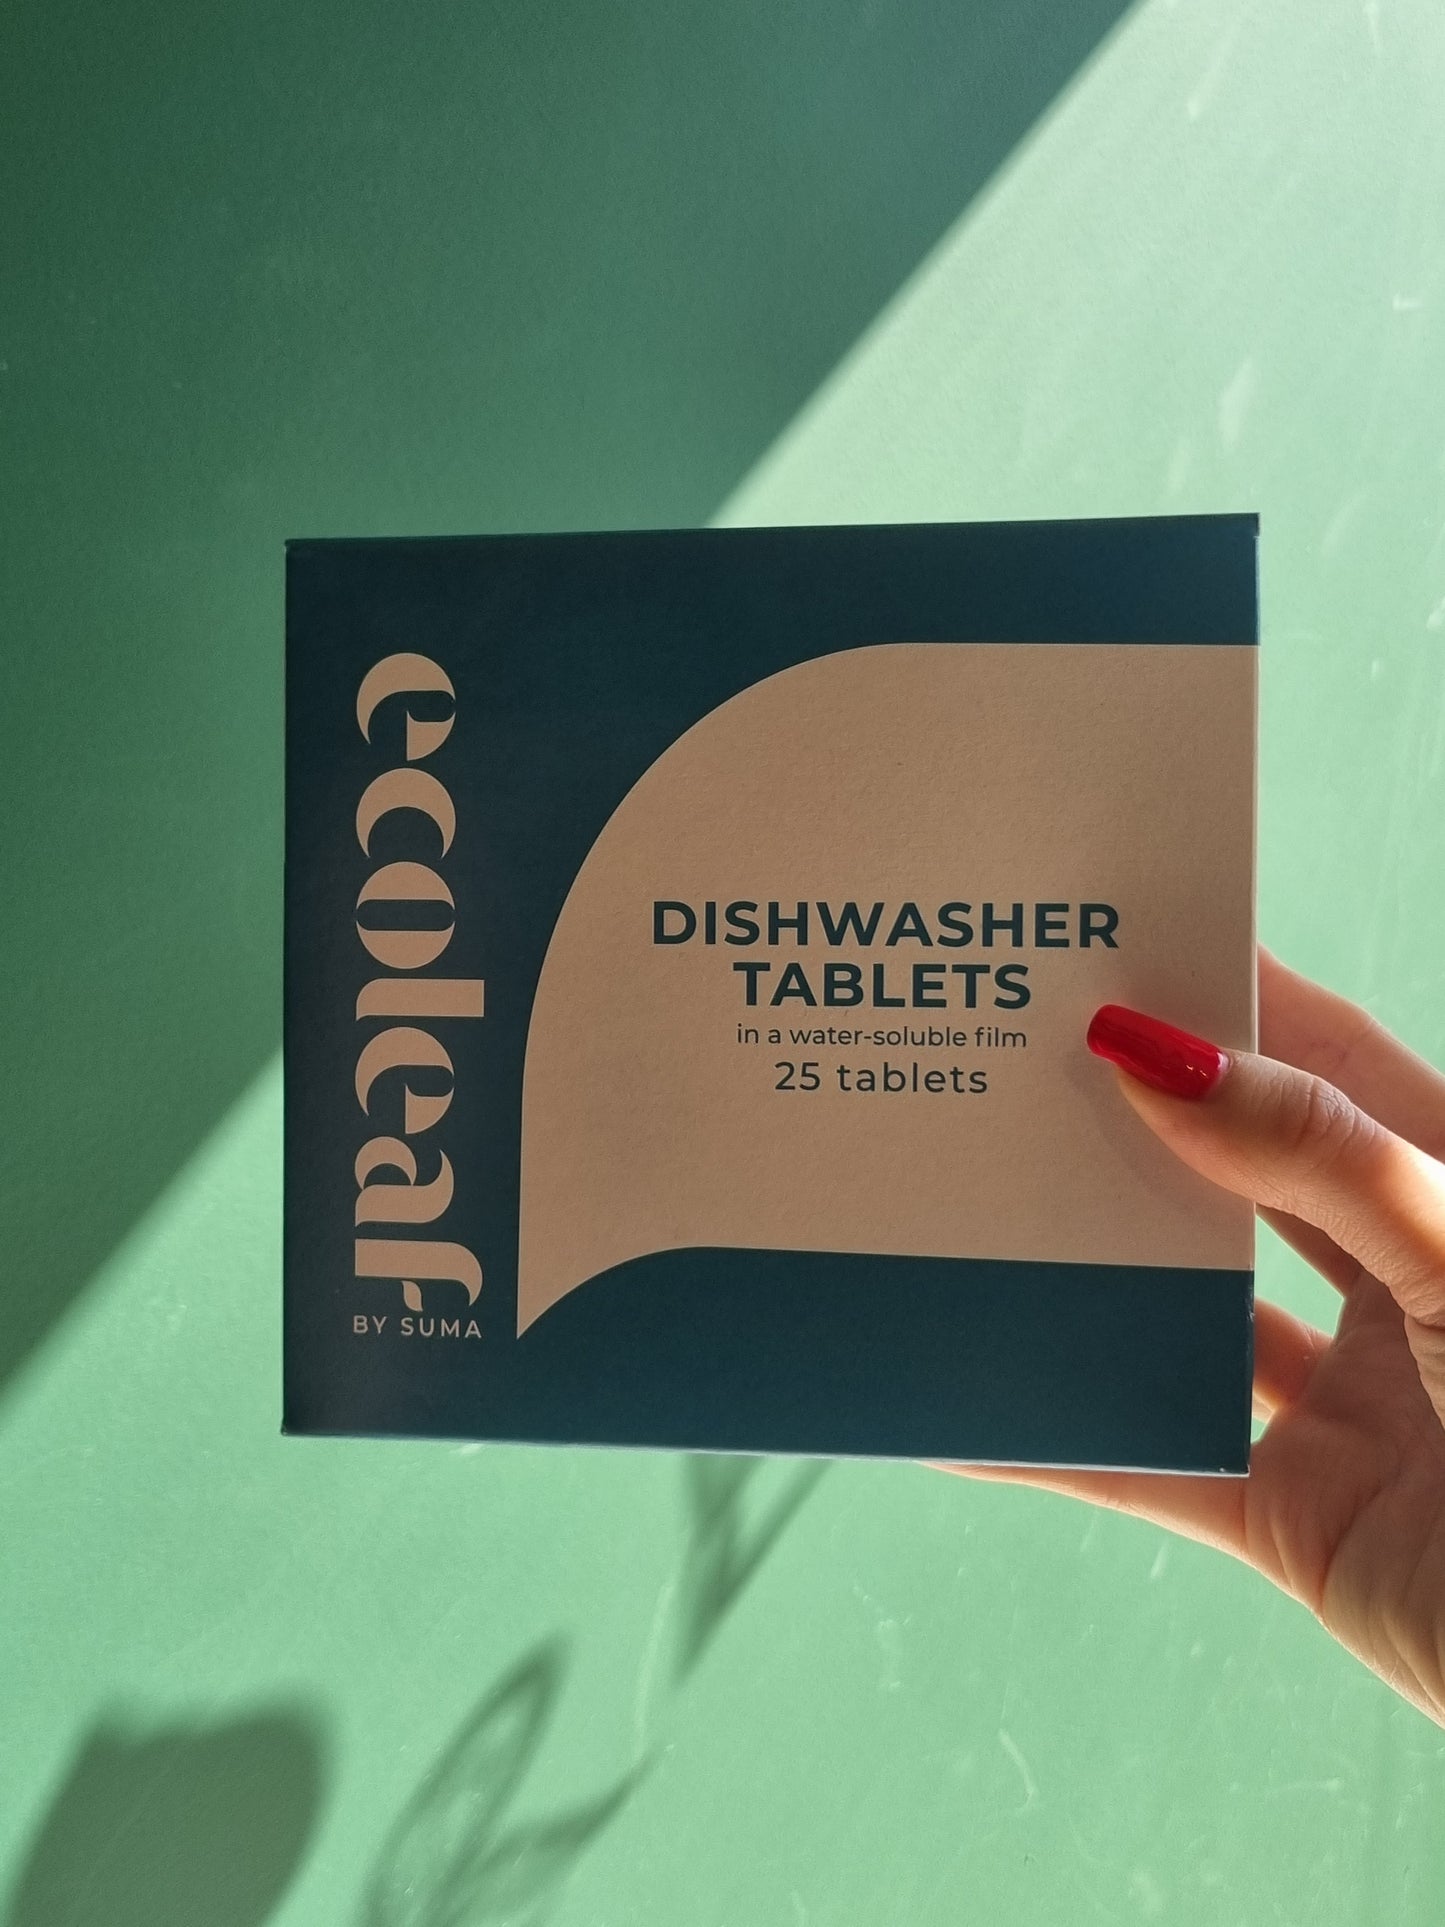 ecoleaf
BY SUMA
DISHWASHER
TABLETS
in a water-soluble film
25 tablets